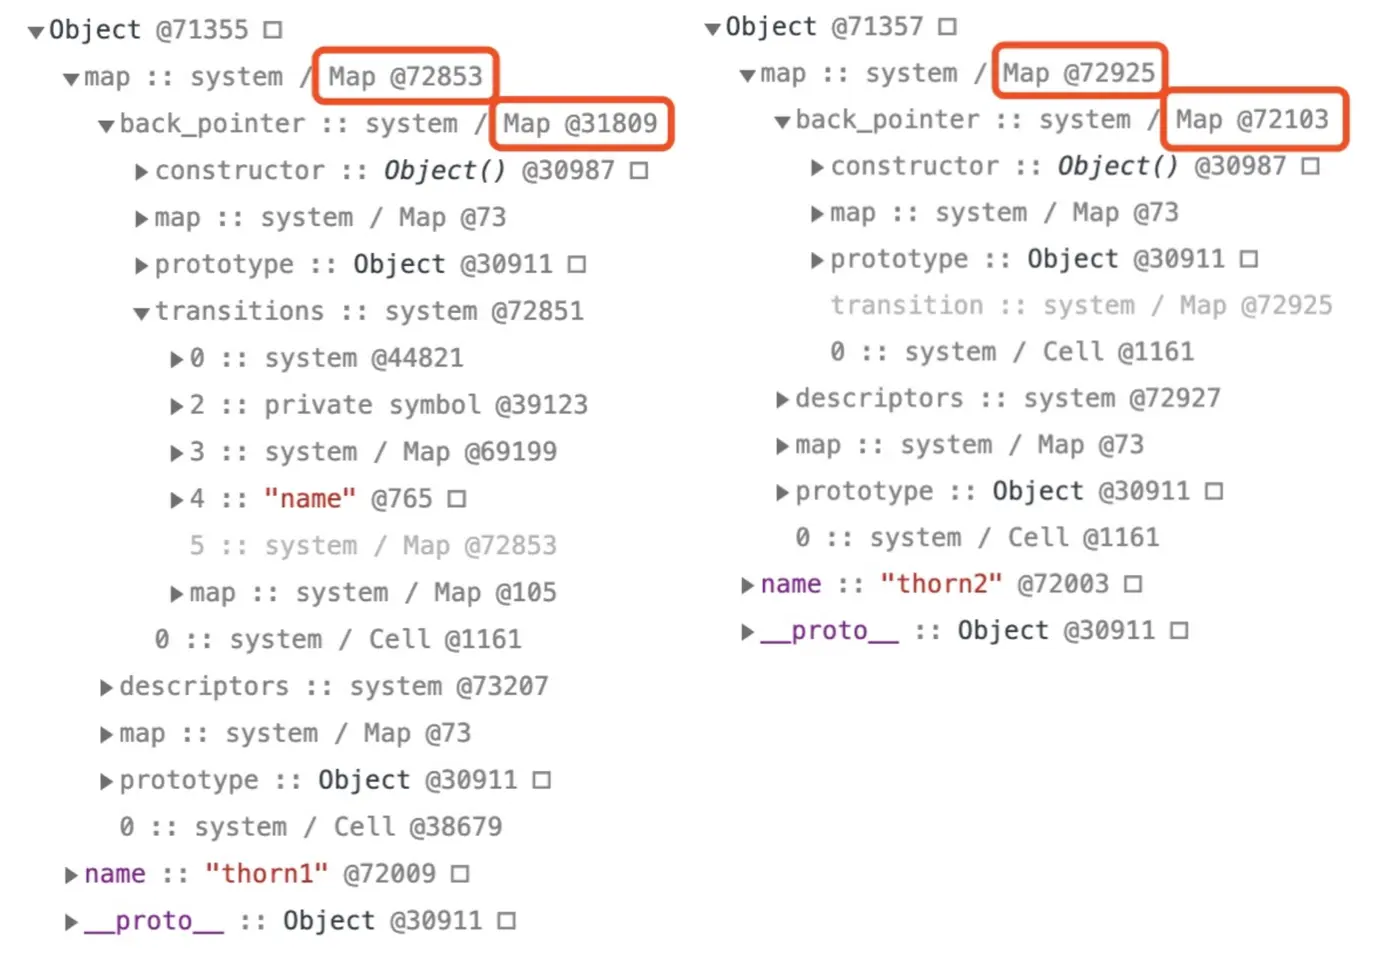 ▼Object @71355 □
▼map :: system / Map @72853
▼back_pointer :: system / Map @31809
▶constructor :: Object() @30987 □
▶map :: system / Map @73
▶prototype :: Object @30911 □
▼transitions :: system @72851
▶0 :: system @44821
▶2 :: private symbol @39123
▶3 :: system / Map @69199
▶4 :: "name" @765 □
5 :: system / Map @72853
▶map :: system / Map @105
0 :: system / Cell @1161
▶descriptors :: system @73207
▶map :: system / Map @73
▶prototype :: Object @30911 □
0 :: system / Cell @38679
▶name :: "thorn1" @72009 □
▶__proto__ :: Object @30911 □
▼Object @71357 □
▼map :: system / Map @72925
▼back_pointer :: system / Map @72103
▶constructor :: Object() @30987 □
▶map :: system / Map @73
▶prototype :: Object @30911 □
transition :: system / Map @72925
0 :: system / Cell @1161
▶descriptors :: system @72927
▶map :: system / Map @73
▶prototype :: Object @30911 □
0 :: system / Cell @1161
▶name :: "thorn2" @72003 □
▶__proto__ :: Object @30911 □